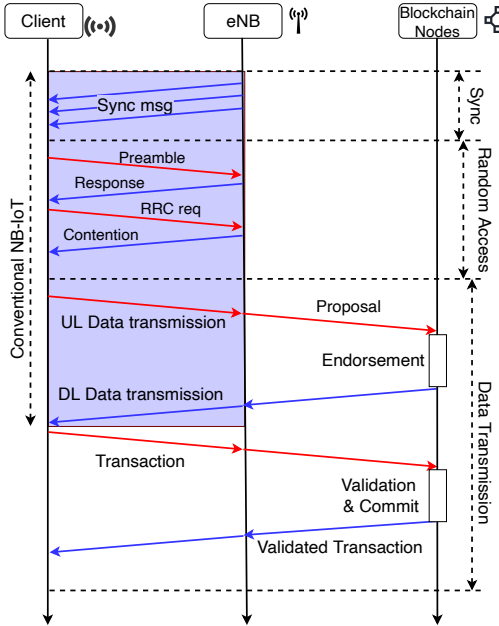 Client
eNB
Blockchain
Nodes
Sync msg
Sync
Preamble
Response
RRC req
Contention
Random Access
Conventional NB-IoT
UL Data transmission
Proposal
Endorsement
DL Data transmission
Data Transmission
Transaction
Validation
& Commit
Validated Transaction